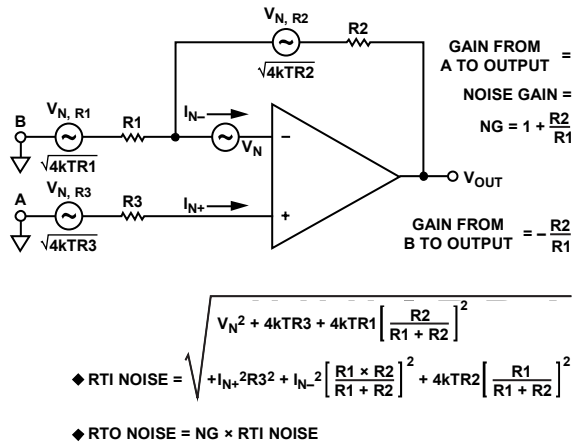 V_N, R2
R2
√4kTR2
GAIN FROM
A TO OUTPUT =
NOISE GAIN =
NG = 1 + R2/R1
B
V_N, R1
R1
I_N–
–
V_N
√4kTR1
V_OUT
A
V_N, R3
R3
I_N+
+
√4kTR3
GAIN FROM
B TO OUTPUT = – R2/R1
◆ RTI NOISE = √ V_N² + 4kTR3 + 4kTR1 [R2/(R1 + R2)]²
+ I_N+² R3² + I_N–² [(R1 × R2)/(R1 + R2)]² + 4kTR2 [R1/(R1 + R2)]²
◆ RTO NOISE = NG × RTI NOISE